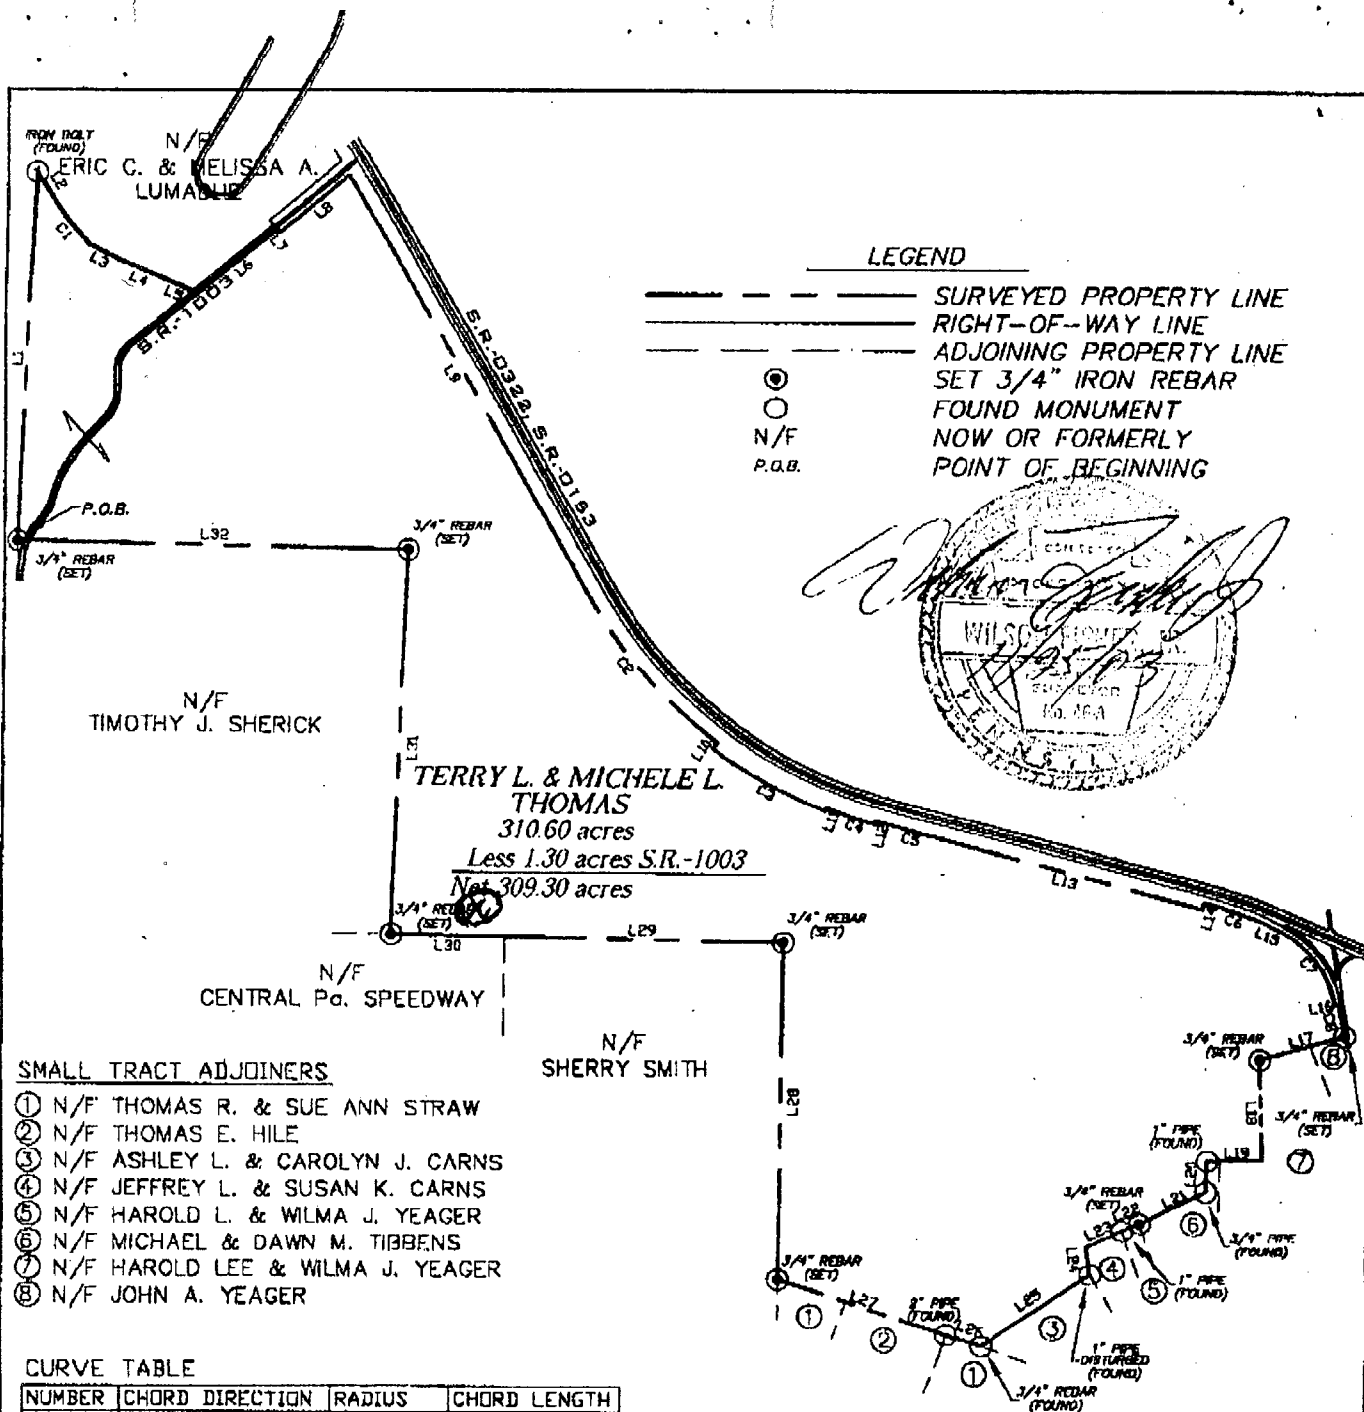 IRON BOLT
(FOUND)
N/F
ERIC C. & MELISSA A.
LUMADUE
L2
C1
L3
L4
L5
L6
L7
L8
S.R.-1003
L1
P.O.B.
3/4" REBAR
(SET)
L32
3/4" REBAR
(SET)
L9
S.R.-0322, S.R.-0153
LEGEND
SURVEYED PROPERTY LINE
RIGHT-OF-WAY LINE
ADJOINING PROPERTY LINE
SET 3/4" IRON REBAR
FOUND MONUMENT
N/F NOW OR FORMERLY
P.O.B. POINT OF BEGINNING
N/F
TIMOTHY J. SHERICK
L31
C2
L10
C3
L11
C4
L12
C5
L13
L14
C6
L15
C7
L16
C8
TERRY L. & MICHELE L.
THOMAS
310.60 acres
Less 1.30 acres S.R.-1003
Net 309.30 acres
3/4" REBAR
(SET)
L30
L29
3/4" REBAR
(SET)
N/F
CENTRAL Pa. SPEEDWAY
N/F
SHERRY SMITH
L28
3/4" REBAR
(SET)
L17
8
L18
3/4" REBAR
(SET)
7
1" PIPE
(FOUND)
L19
L20
3/4" REBAR
(SET)
L21
6
L22
L23
3/4" PIPE
(FOUND)
L24
4
5
1" PIPE
(FOUND)
L25
3
1" PIPE
DISTURBED
(FOUND)
3/4" REBAR
(SET)
L27
1
2
2" PIPE
(FOUND)
L26
1
3/4" REBAR
(FOUND)
SMALL TRACT ADJOINERS
1 N/F THOMAS R. & SUE ANN STRAW
2 N/F THOMAS E. HILE
3 N/F ASHLEY L. & CAROLYN J. CARNS
4 N/F JEFFREY L. & SUSAN K. CARNS
5 N/F HAROLD L. & WILMA J. YEAGER
6 N/F MICHAEL & DAWN M. TIBBENS
7 N/F HAROLD LEE & WILMA J. YEAGER
8 N/F JOHN A. YEAGER
CURVE TABLE
NUMBER CHORD DIRECTION RADIUS CHORD LENGTH